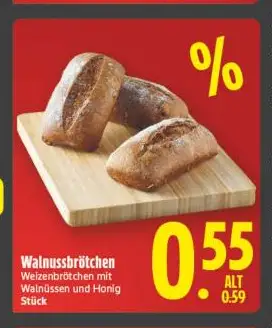 %
Walnussbrötchen
Weizenbrötchen mit
Walnüssen und Honig
Stück
0.55
ALT
0.59